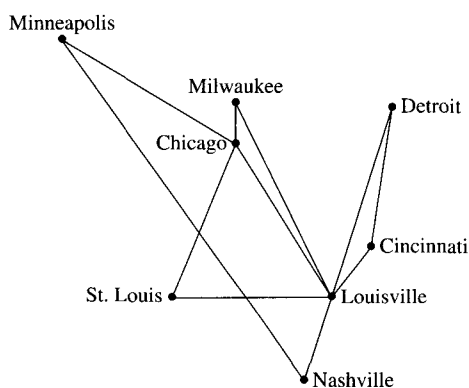 Minneapolis
Milwaukee
Detroit
Chicago
Cincinnati
St. Louis
Louisville
Nashville